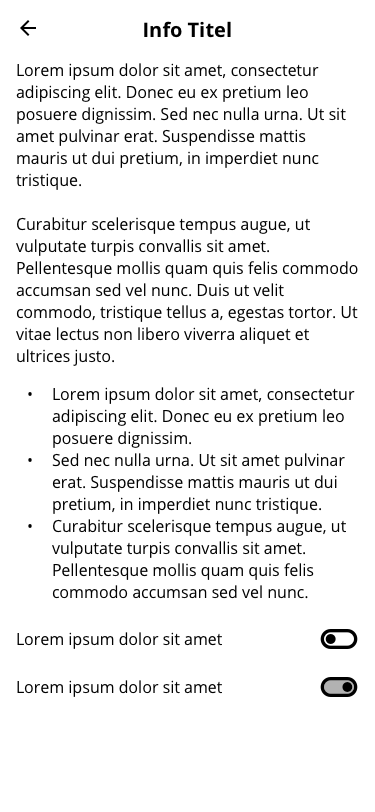 Info Titel
Lorem ipsum dolor sit amet, consectetur
adipiscing elit. Donec eu ex pretium leo
posuere dignissim. Sed nec nulla urna. Ut sit
amet pulvinar erat. Suspendisse mattis
mauris ut dui pretium, in imperdiet nunc
tristique.
Curabitur scelerisque tempus augue, ut
vulputate turpis convallis sit amet.
Pellentesque mollis quam quis felis commodo
accumsan sed vel nunc. Duis ut velit
commodo, tristique tellus a, egestas tortor. Ut
vitae lectus non libero viverra aliquet et
ultrices justo.
• Lorem ipsum dolor sit amet, consectetur
adipiscing elit. Donec eu ex pretium leo
posuere dignissim.
• Sed nec nulla urna. Ut sit amet pulvinar
erat. Suspendisse mattis mauris ut dui
pretium, in imperdiet nunc tristique.
• Curabitur scelerisque tempus augue, ut
vulputate turpis convallis sit amet.
Pellentesque mollis quam quis felis
commodo accumsan sed vel nunc.
Lorem ipsum dolor sit amet
Lorem ipsum dolor sit amet